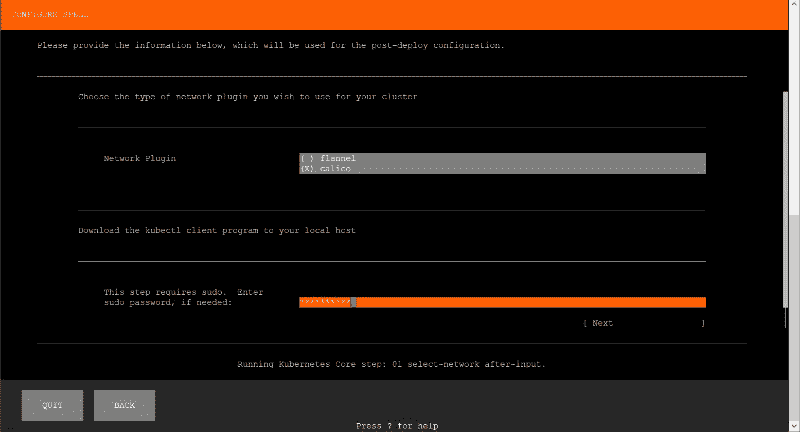 Please provide the information below, which will be used for the post-deploy configuration.
Choose the type of network plugin you wish to use for your cluster
Network Plugin
( ) flannel
(X) calico
Download the kubectl client program to your local host
This step requires sudo.  Enter
sudo password, if needed:
**********
[ Next ]
Running Kubernetes Core step: 01 select-network after-input.
QUIT
BACK
Press ? for help